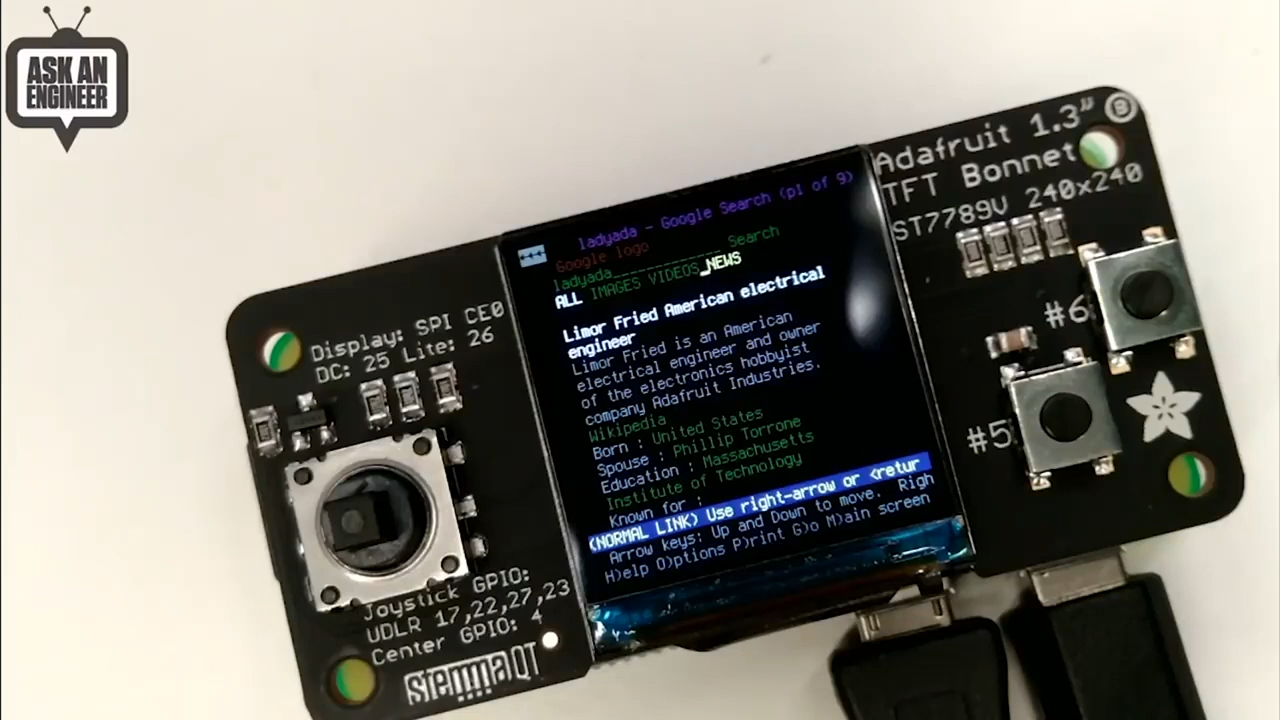 ASK AN
ENGINEER
Adafruit 1.3" B
TFT Bonnet
ST7789V 240x240
#6
#5
Display: SPI CE0
DC: 25 Lite: 26
Joystick GPIO:
UDLR 17,22,27,23
Center GPIO: 4
stemmaQT
ladyada - Google Search (p1 of 9)
Google logo
ladyada____________ Search
ALL IMAGES VIDEOS NEWS
Limor Fried American electrical
engineer
Limor Fried is an American
electrical engineer and owner
of the electronics hobbyist
company Adafruit Industries.
Wikipedia
Born : United States
Spouse : Phillip Torrone
Education : Massachusetts
Institute of Technology
Known for :
(NORMAL LINK) Use right-arrow or <retur
Arrow keys: Up and Down to move. Righ
H)elp O)ptions P)rint G)o M)ain screen